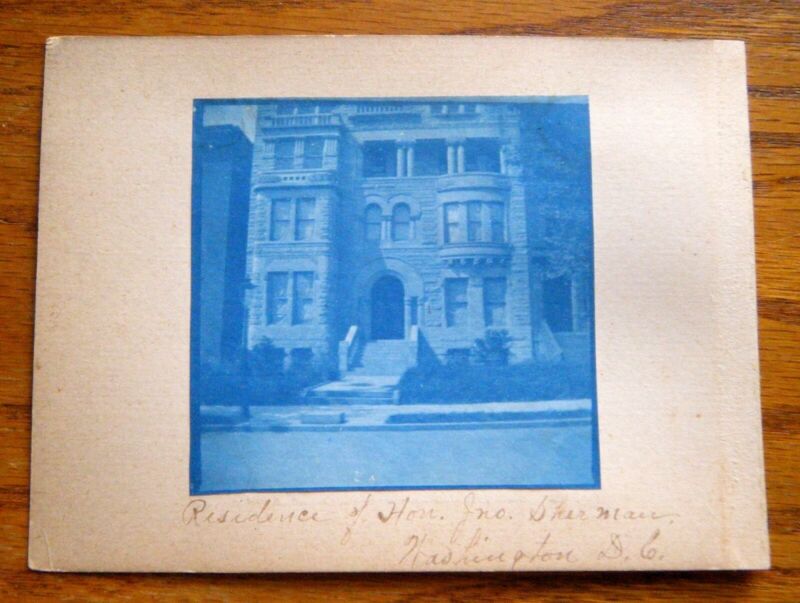 Residence of Hon. Jno. Sherman.
Washington D.C.